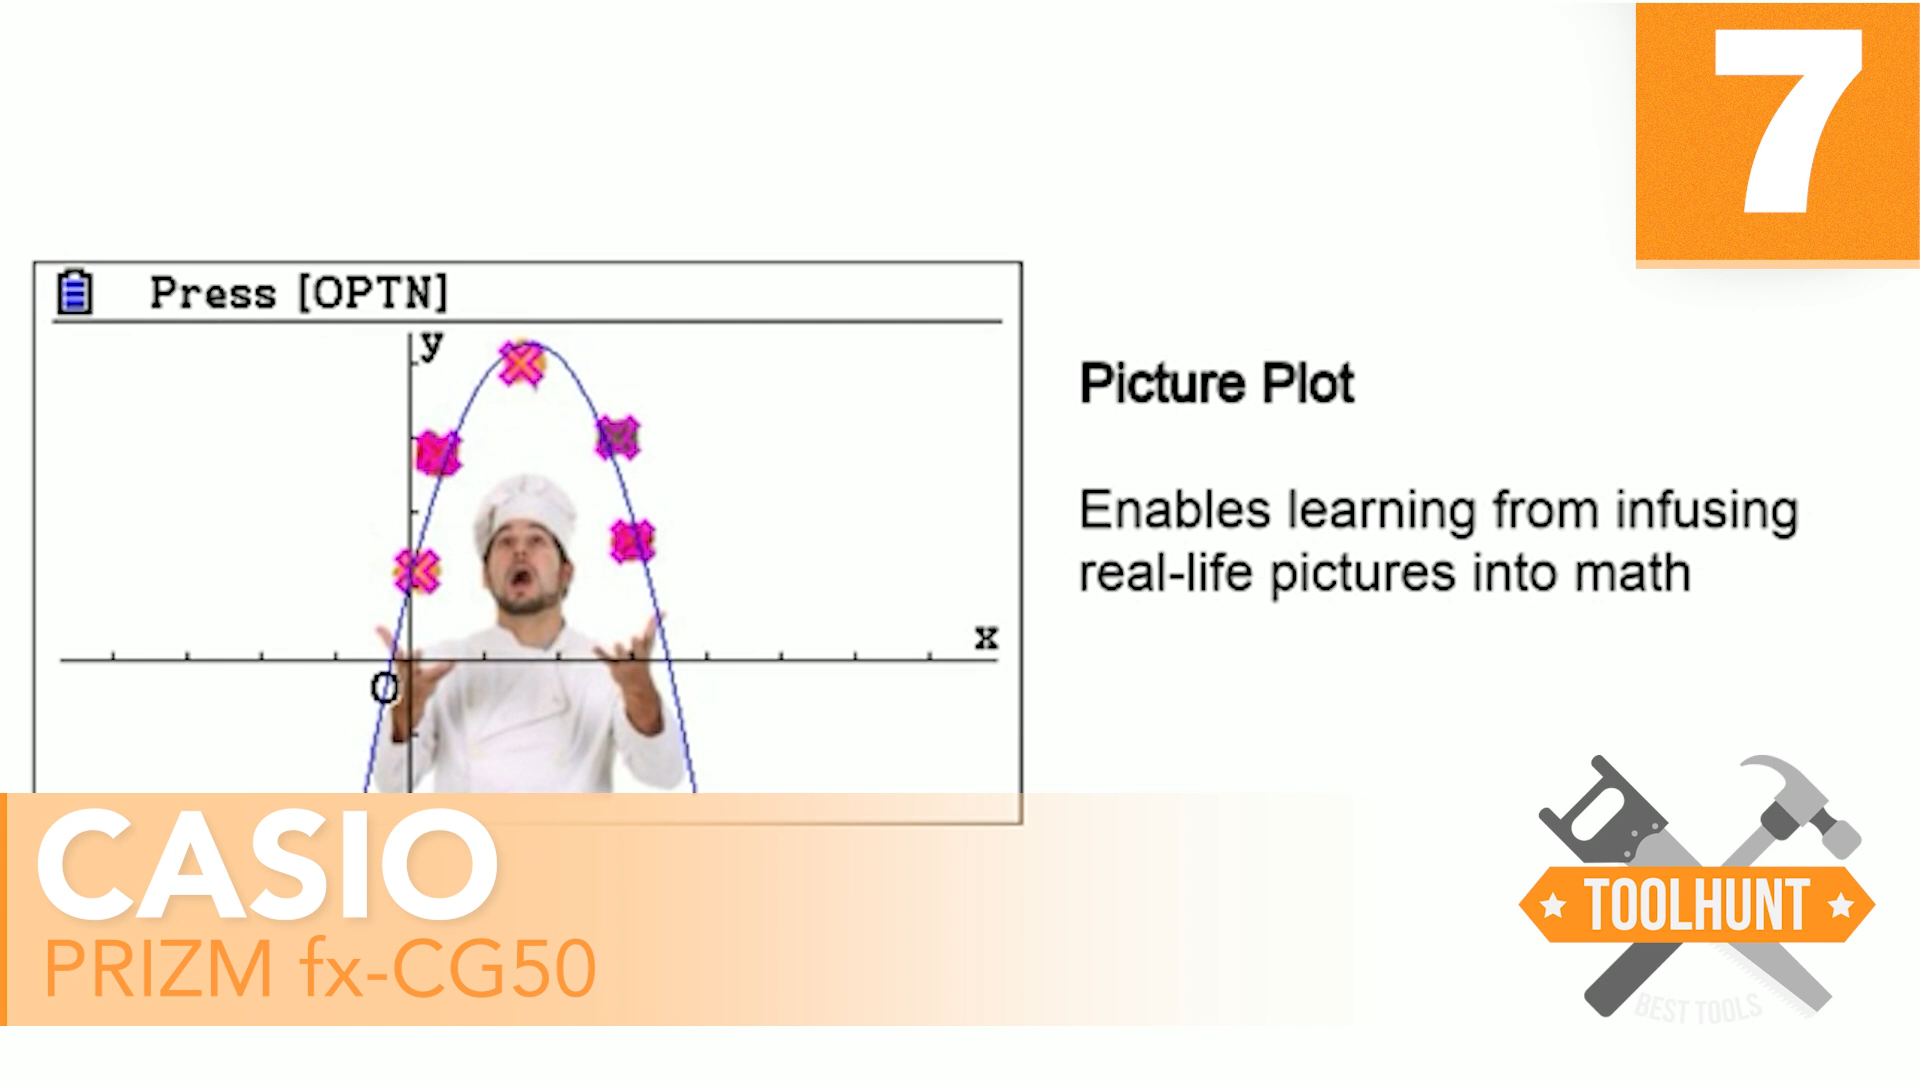 7
Press [OPTN]
y
x
O
Picture Plot
Enables learning from infusing
real-life pictures into math
CASIO
PRIZM fx-CG50
TOOLHUNT
BEST TOOLS